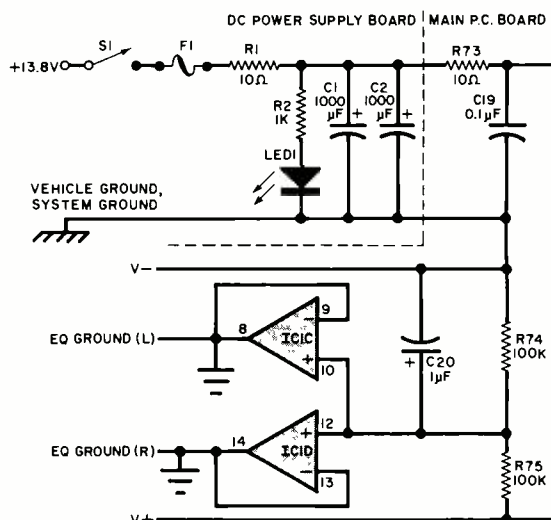 DC POWER SUPPLY BOARD
MAIN P.C. BOARD
+13.8V
S1
F1
R1
10Ω
R73
10Ω
R2
1K
C1
1000
μF
+
C2
1000
μF
+
C19
0.1μF
LED1
VEHICLE GROUND,
SYSTEM GROUND
V-
9
-
8
IC1C
+
10
EQ GROUND (L)
C20
1μF
+
R74
100K
12
+
14
IC1D
-
13
EQ GROUND (R)
R75
100K
V+